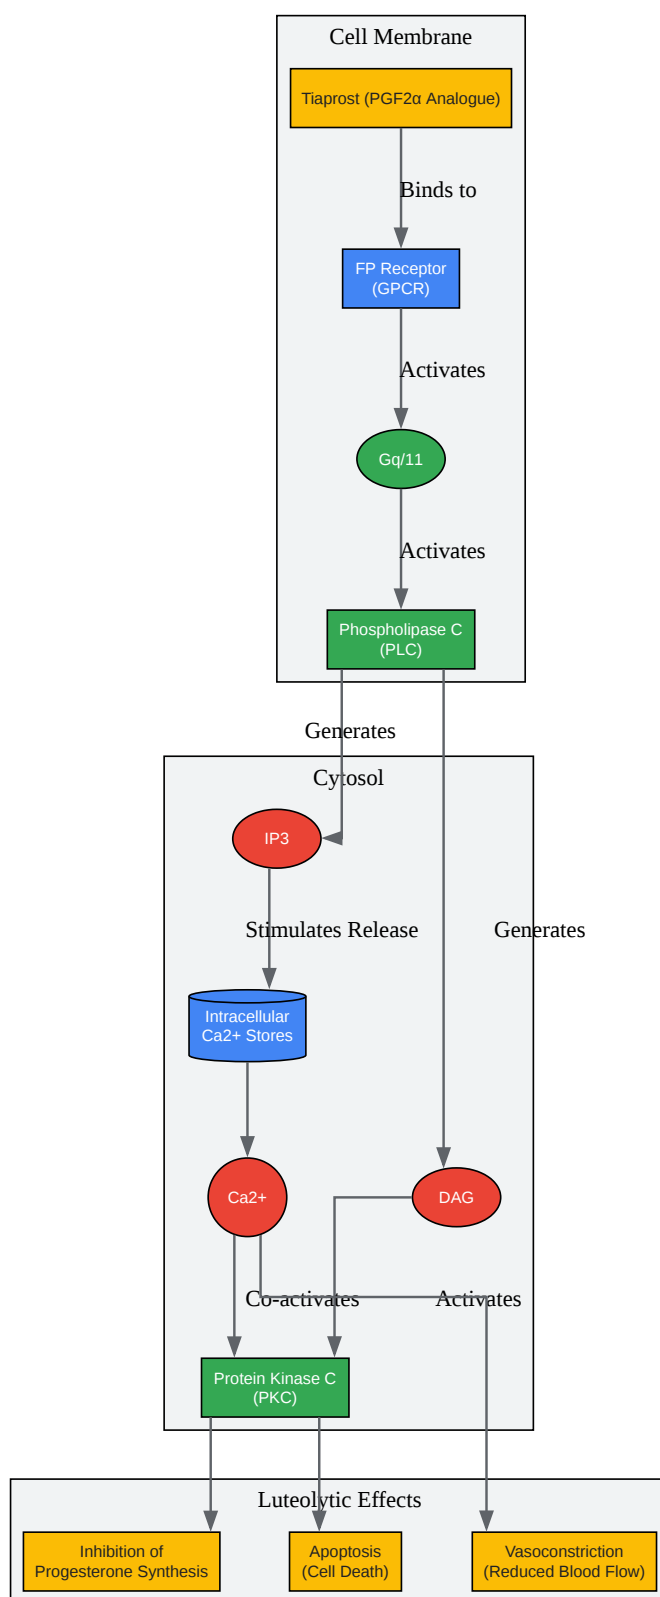 Cell Membrane
Tiaprost (PGF2α Analogue)
Binds to
FP Receptor
(GPCR)
Activates
Gq/11
Activates
Phospholipase C
(PLC)
Generates
Cytosol
IP3
Stimulates Release
Generates
Intracellular
Ca2+ Stores
Ca2+
DAG
Co-activates
Activates
Protein Kinase C
(PKC)
Luteolytic Effects
Inhibition of
Progesterone Synthesis
Apoptosis
(Cell Death)
Vasoconstriction
(Reduced Blood Flow)